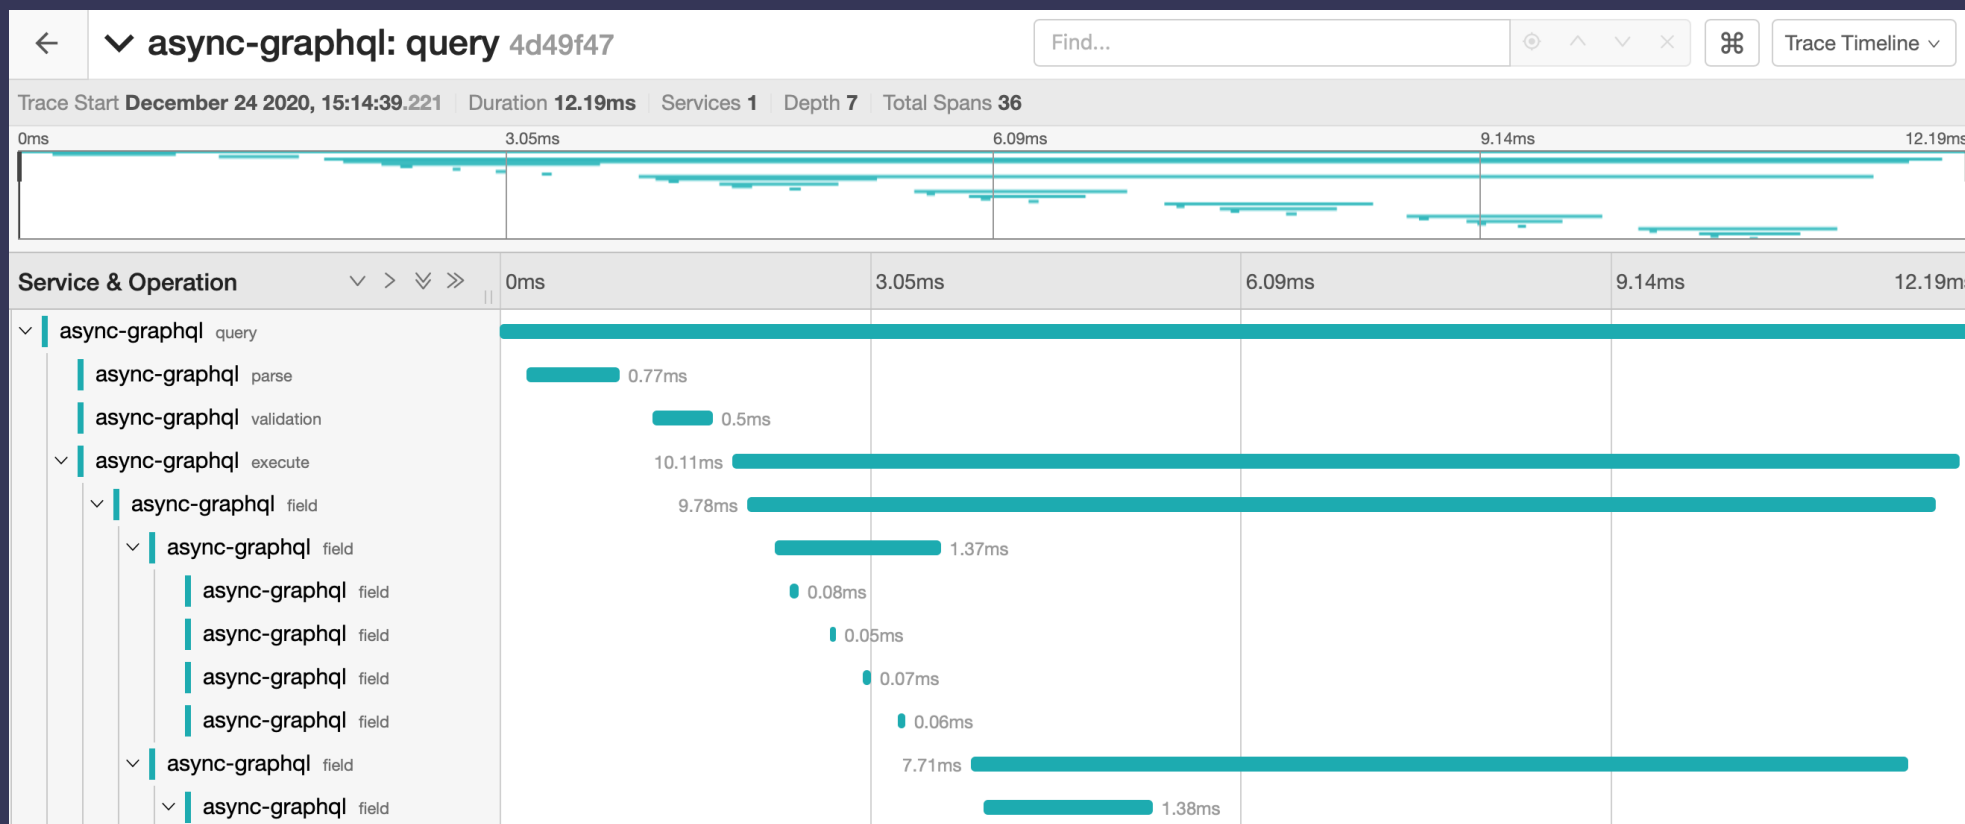 async-graphql: query 4d49f47
Find...
⌘
Trace Timeline
Trace Start December 24 2020, 15:14:39.221 Duration 12.19ms Services 1 Depth 7 Total Spans 36
0ms 3.05ms 6.09ms 9.14ms 12.19ms
Service & Operation 0ms 3.05ms 6.09ms 9.14ms 12.19m
async-graphql query
async-graphql parse 0.77ms
async-graphql validation 0.5ms
async-graphql execute 10.11ms
async-graphql field 9.78ms
async-graphql field 1.37ms
async-graphql field 0.08ms
async-graphql field 0.05ms
async-graphql field 0.07ms
async-graphql field 0.06ms
async-graphql field 7.71ms
async-graphql field 1.38ms